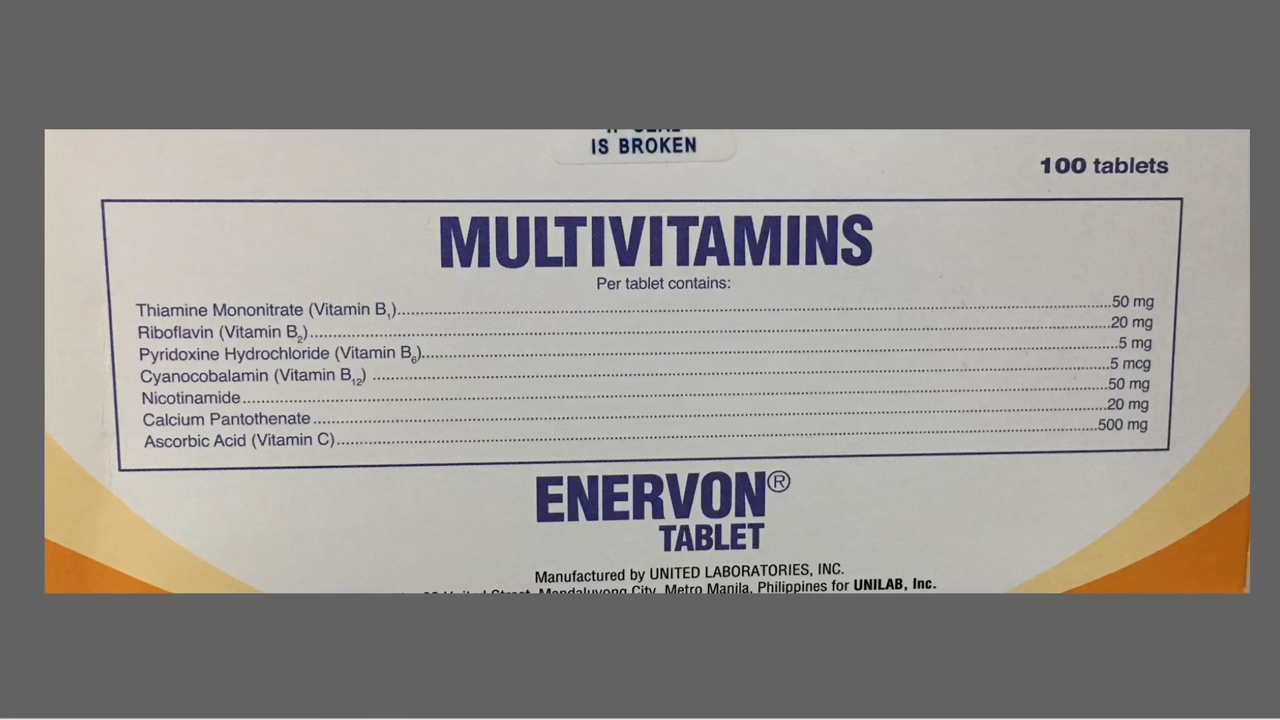 IS BROKEN
100 tablets
MULTIVITAMINS
Per tablet contains:
Thiamine Mononitrate (Vitamin B₁)..........50 mg
Riboflavin (Vitamin B₂)..........20 mg
Pyridoxine Hydrochloride (Vitamin B₆)..........5 mg
Cyanocobalamin (Vitamin B₁₂) ..........5 mcg
Nicotinamide..........50 mg
Calcium Pantothenate..........20 mg
Ascorbic Acid (Vitamin C)..........500 mg
ENERVON®
TABLET
Manufactured by UNITED LABORATORIES, INC.
United Street, Mandaluyong City, Metro Manila, Philippines for UNILAB, Inc.